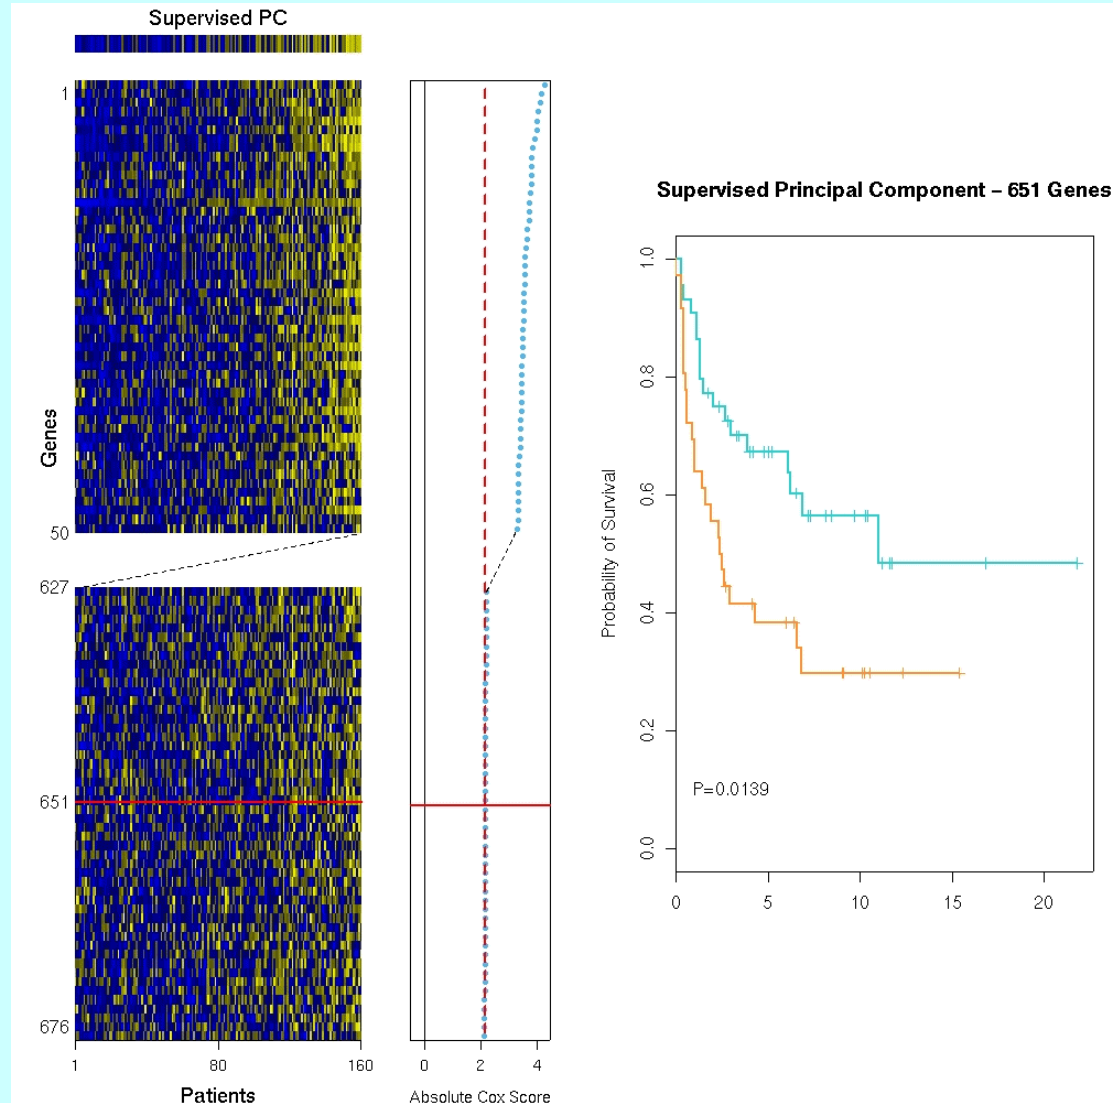 Supervised PC
1
Genes
50
627
651
676
1 80 160
Patients
0 2 4
Absolute Cox Score
Supervised Principal Component – 651 Genes
Probability of Survival
1.0
0.8
0.6
0.4
0.2
0.0
P=0.0139
0 5 10 15 20